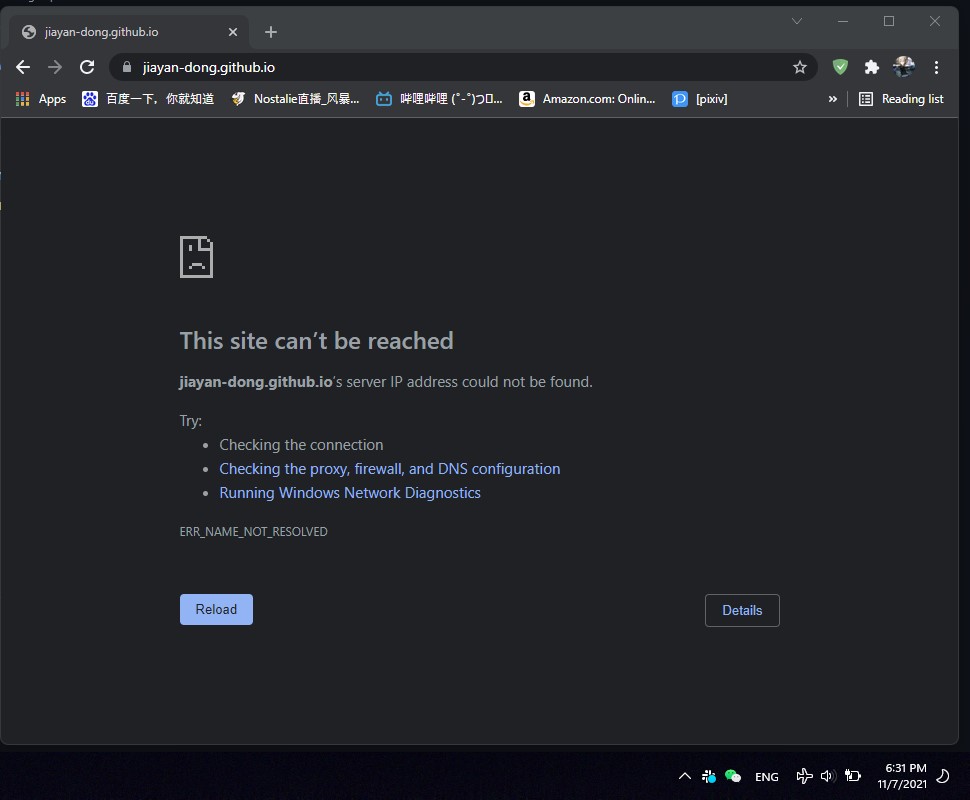 jiayan-dong.github.io
jiayan-dong.github.io
Apps 百度一下，你就知道 Nostalie直播_风暴... 哔哩哔哩 (゜-゜)つロ... Amazon.com: Onlin... [pixiv] » Reading list
This site can’t be reached
jiayan-dong.github.io’s server IP address could not be found.
Try:
• Checking the connection
• Checking the proxy, firewall, and DNS configuration
• Running Windows Network Diagnostics
ERR_NAME_NOT_RESOLVED
Reload Details
ENG 6:31 PM
11/7/2021